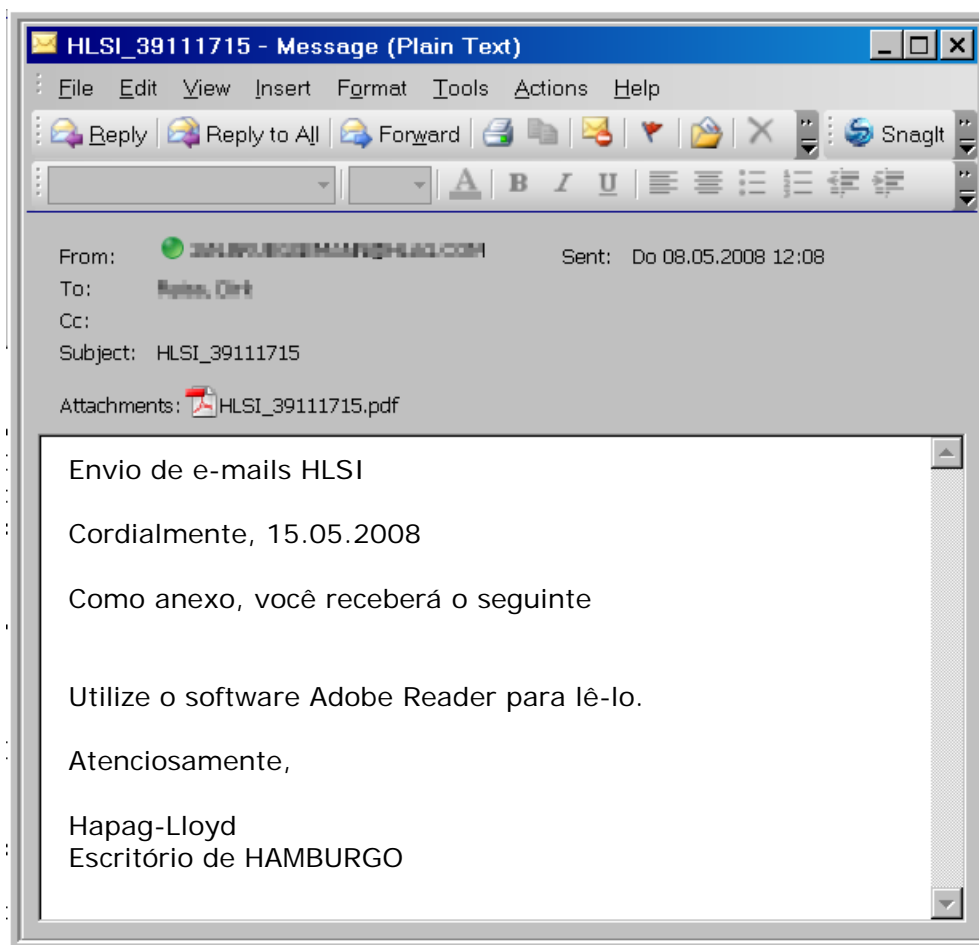 HLSI_39111715 - Message (Plain Text)
File Edit View Insert Format Tools Actions Help
Reply Reply to All Forward SnagIt
A B I U
From: Sent: Do 08.05.2008 12:08
To:
Cc:
Subject: HLSI_39111715
Attachments: HLSI_39111715.pdf
Envio de e-mails HLSI
Cordialmente, 15.05.2008
Como anexo, você receberá o seguinte
Utilize o software Adobe Reader para lê-lo.
Atenciosamente,
Hapag-Lloyd
Escritório de HAMBURGO